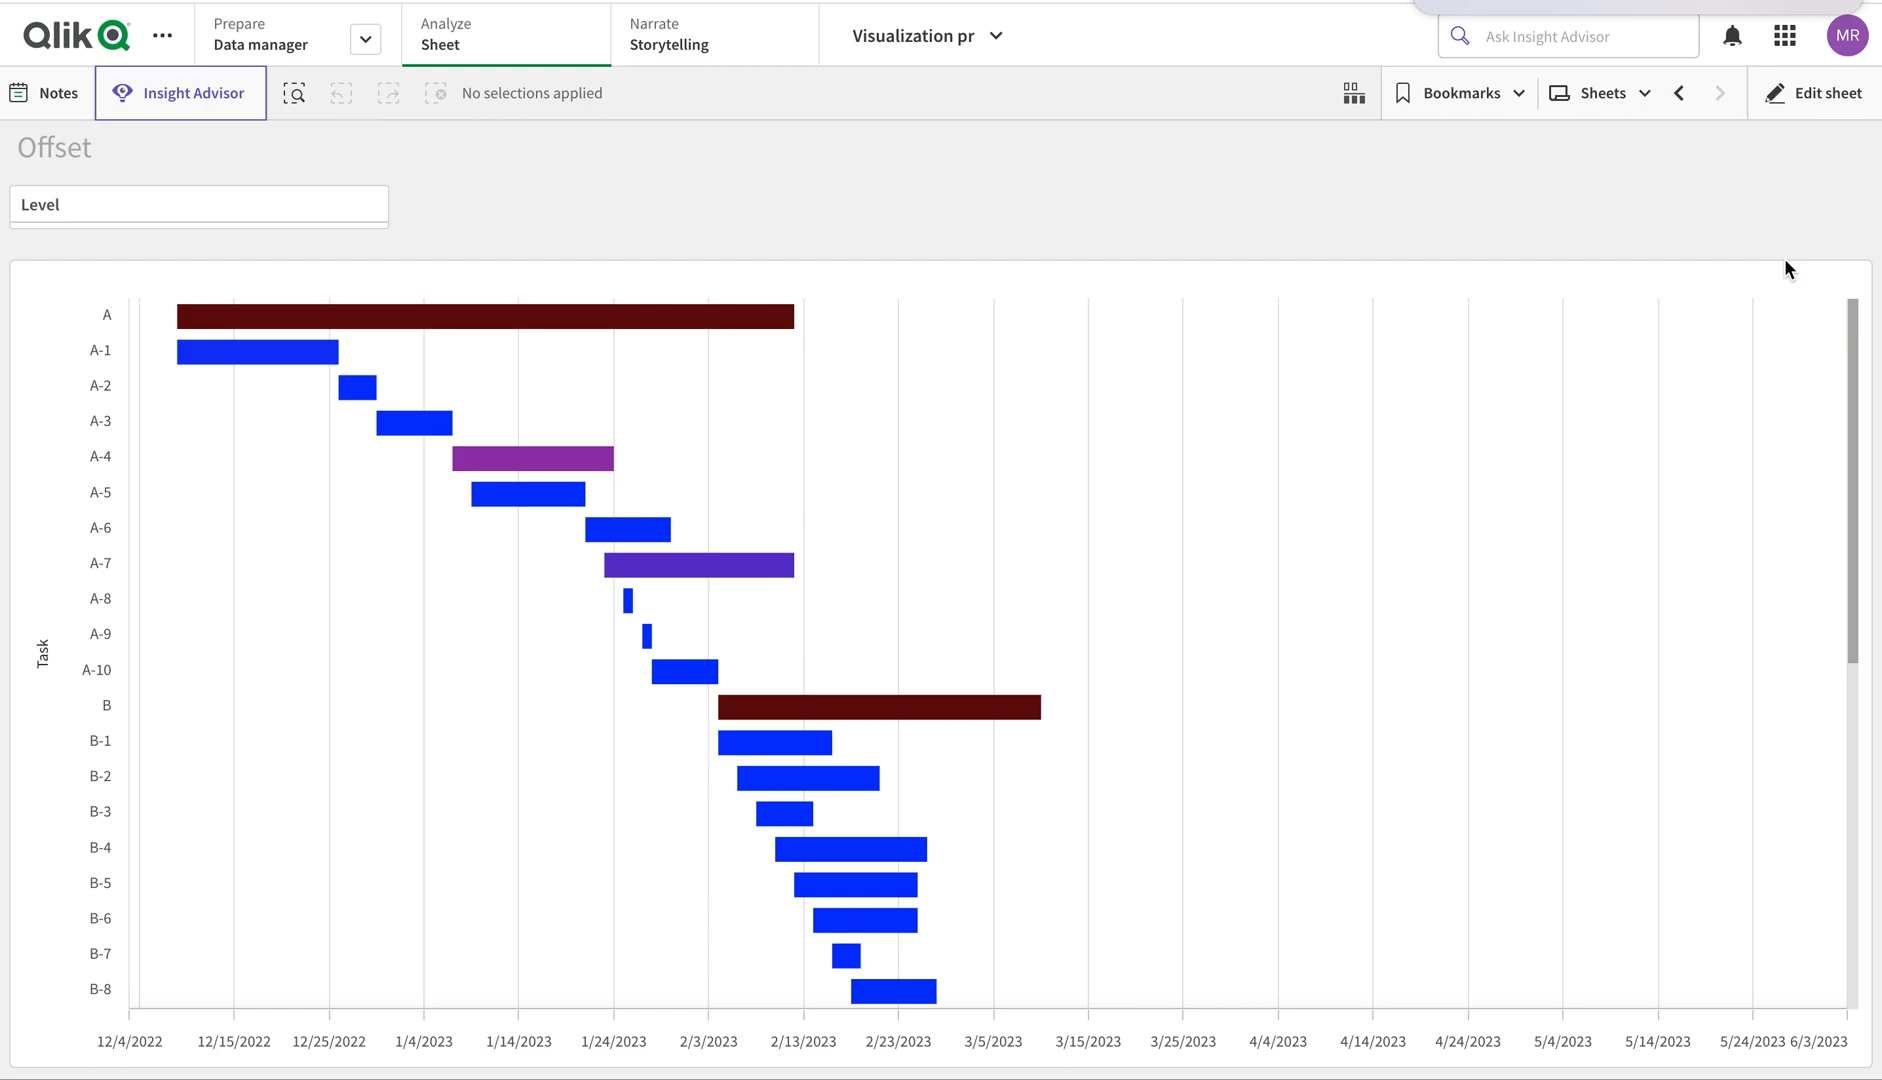 Qlik
Prepare
Data manager
Analyze
Sheet
Narrate
Storytelling
Visualization pr
Ask Insight Advisor
MR
Notes
Insight Advisor
No selections applied
Bookmarks
Sheets
Edit sheet
Offset
Level
A
A-1
A-2
A-3
A-4
A-5
A-6
A-7
A-8
A-9
A-10
B
B-1
B-2
B-3
B-4
B-5
B-6
B-7
B-8
Task
12/4/2022 12/15/2022 12/25/2022 1/4/2023 1/14/2023 1/24/2023 2/3/2023 2/13/2023 2/23/2023 3/5/2023 3/15/2023 3/25/2023 4/4/2023 4/14/2023 4/24/2023 5/4/2023 5/14/2023 5/24/2023 6/3/2023